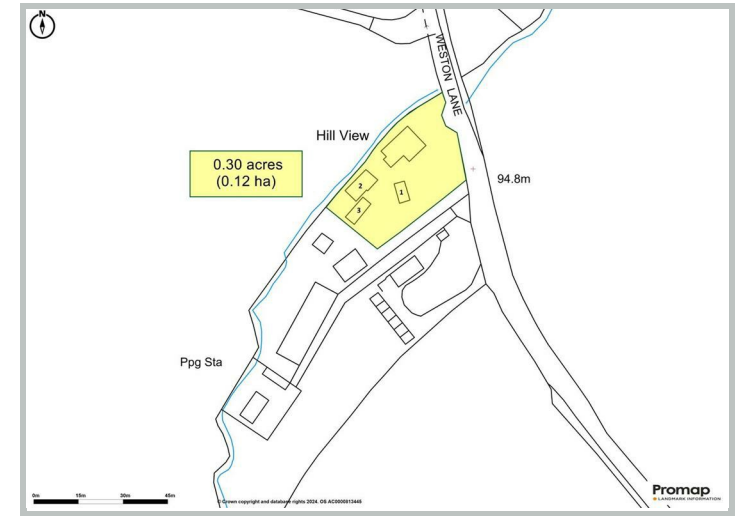 N
WESTON LANE
Hill View
0.30 acres
(0.12 ha)
2
1
3
94.8m
Ppg Sta
0m 15m 30m 45m
© Crown copyright and database rights 2024. OS AC0000813445
Promap
LANDMARK INFORMATION